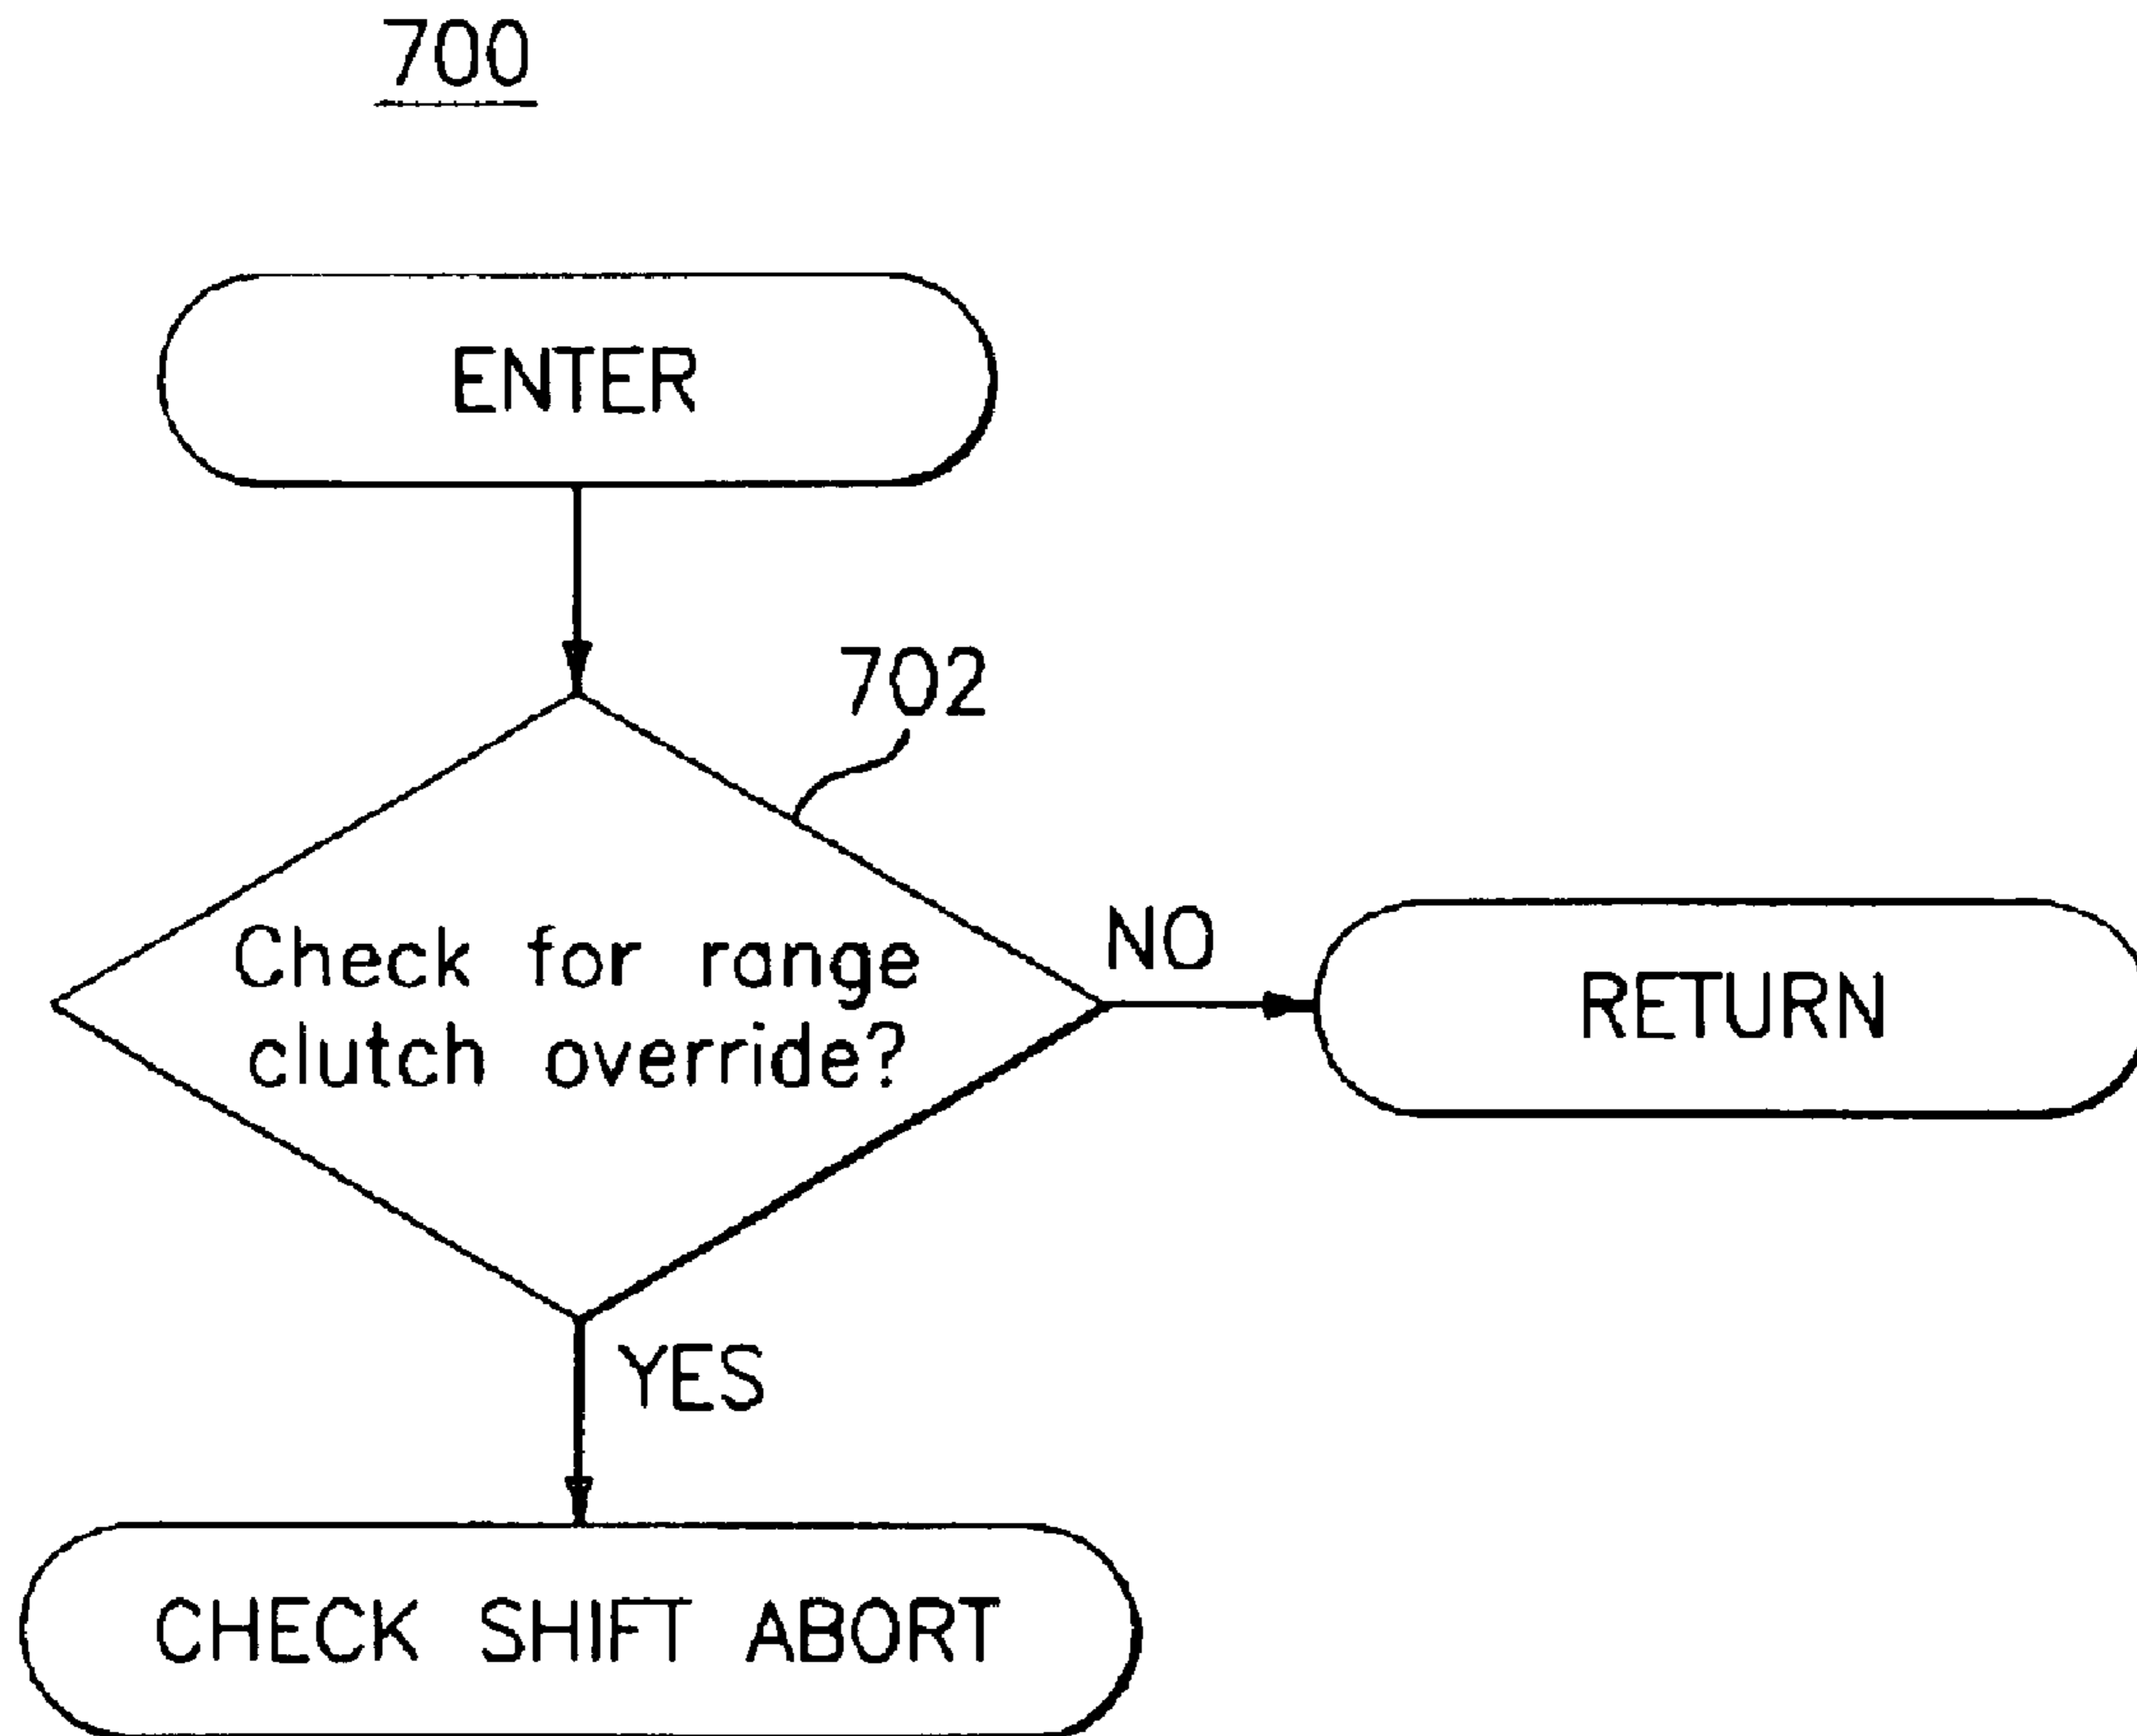 700
ENTER
702
Check for range
clutch override?
NO
RETURN
YES
CHECK SHIFT ABORT